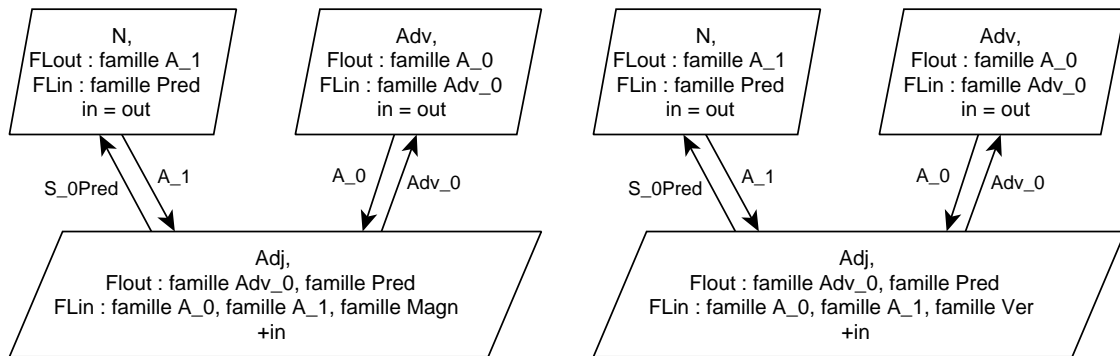 N,
FLout : famille A_1
FLin : famille Pred
in = out
Adv,
Flout : famille A_0
FLin : famille Adv_0
in = out
S_0Pred
A_1
A_0
Adv_0
Adj,
Flout : famille Adv_0, famille Pred
FLin : famille A_0, famille A_1, famille Magn
+in
N,
FLout : famille A_1
FLin : famille Pred
in = out
Adv,
Flout : famille A_0
FLin : famille Adv_0
in = out
S_0Pred
A_1
A_0
Adv_0
Adj,
Flout : famille Adv_0, famille Pred
FLin : famille A_0, famille A_1, famille Ver
+in